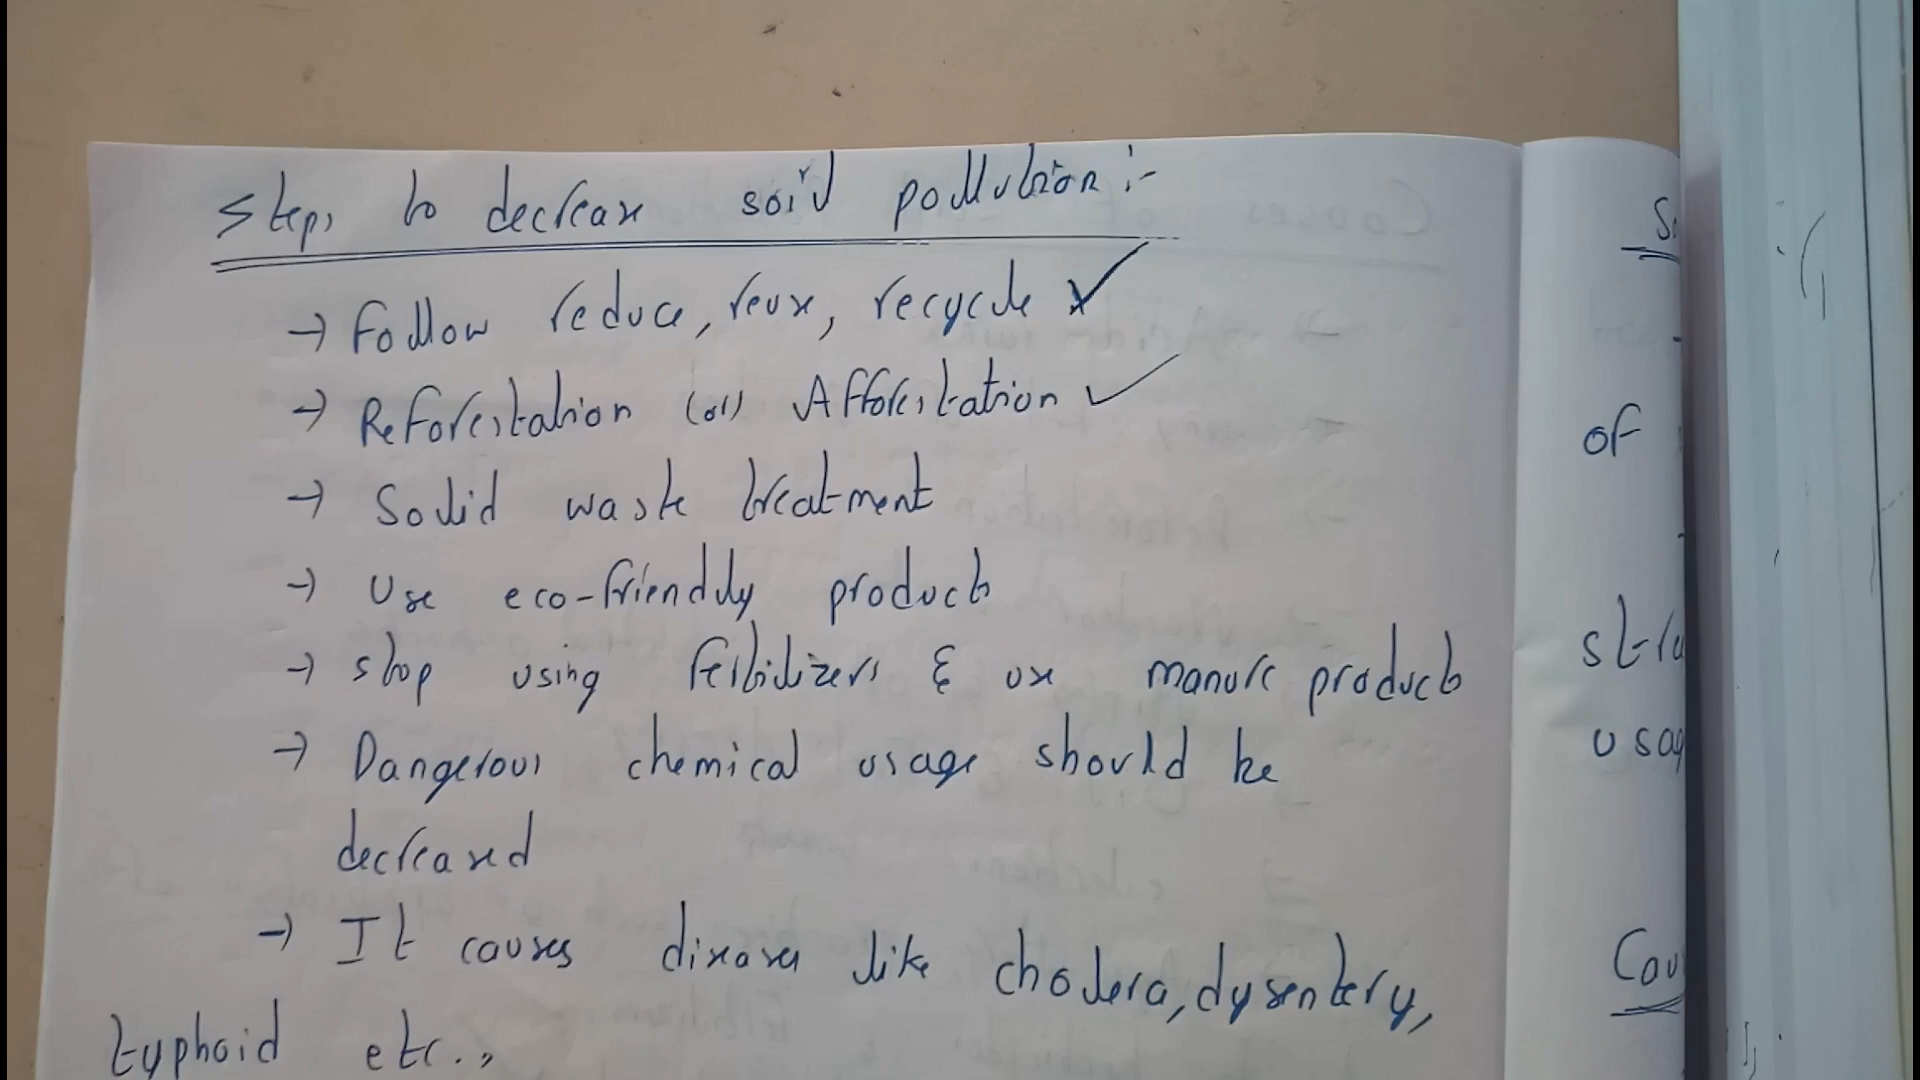 Steps to decrease soil pollution :-
→ Follow reduce, reuse, recycle ✓
→ Reforestation (or) Afforestation ✓
→ Solid waste treatment
→ Use eco-friendly products
→ stop using fertilizers & use manure products
→ Dangerous chemical usage should be
decreased
→ It causes diseases like cholera, dysentery,
typhoid etc.,
of